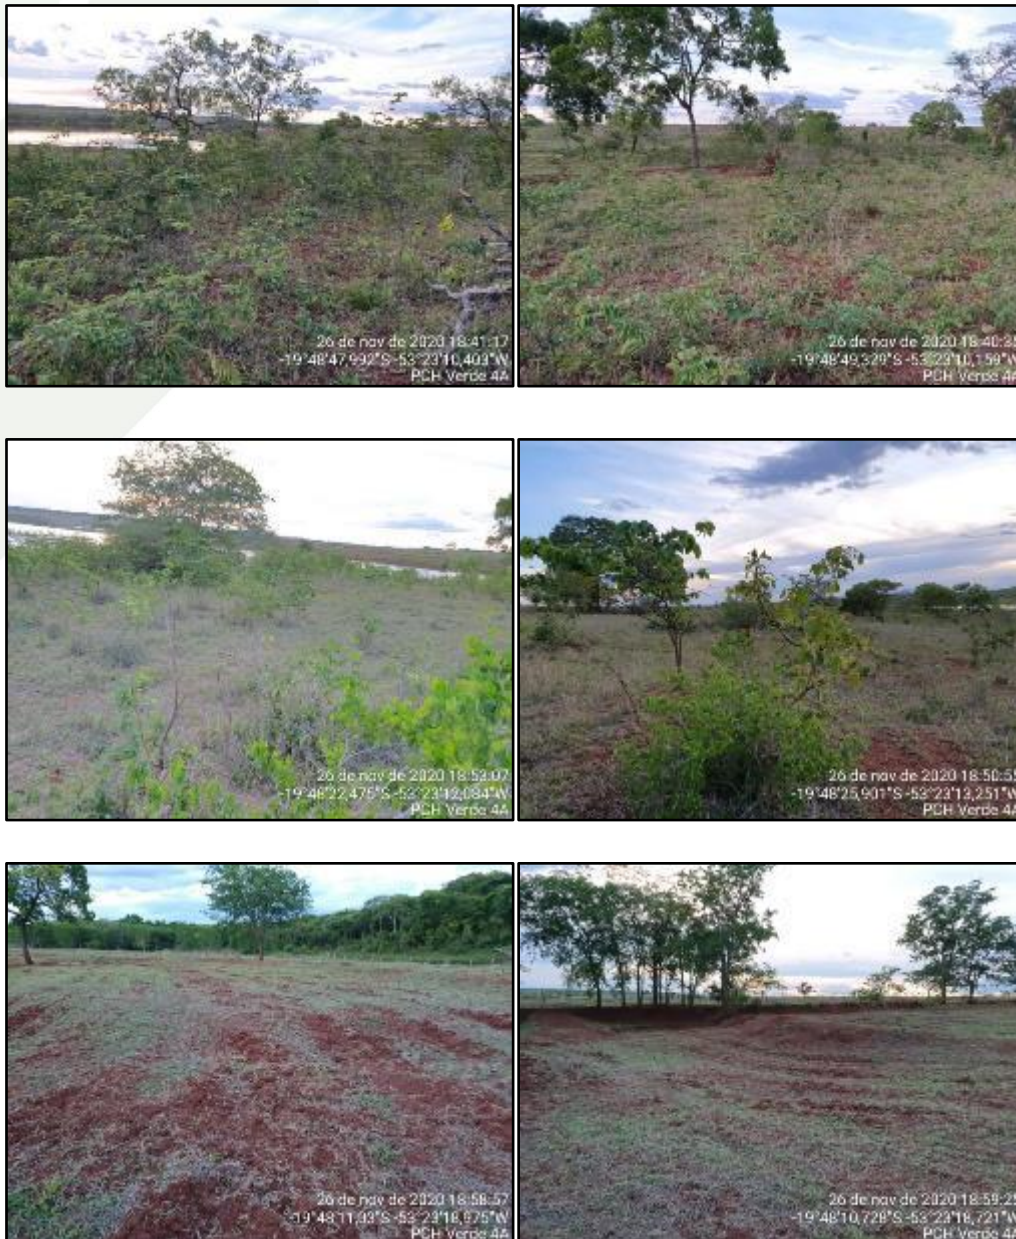 26 de nov de 2020 18:41:17
-19°48'47,992"S -53°23'10,403"W
PCH Verde 4A
26 de nov de 2020 18:40:35
-19°48'49,329"S -53°23'10,159"W
PCH Verde 4A
26 de nov de 2020 18:53:07
-19°48'22,475"S -53°23'12,084"W
PCH Verde 4A
26 de nov de 2020 18:50:55
-19°48'25,901"S -53°23'13,251"W
PCH Verde 4A
26 de nov de 2020 18:58:57
-19°48'11,03"S -53°23'18,975"W
PCH Verde 4A
26 de nov de 2020 18:59:25
-19°48'10,728"S -53°23'18,721"W
PCH Verde 4A